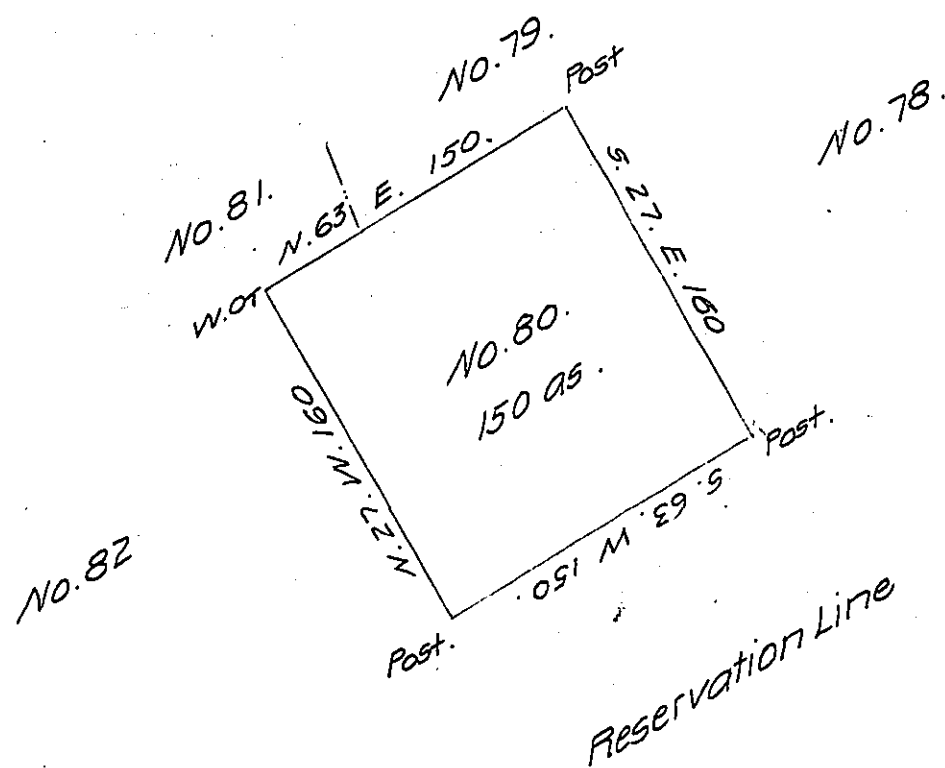 No. 79.
Post
No. 78.
No. 81.
N. 63 E. 150.
S. 27. E. 160
W. OT
No. 80.
150 as.
N. 27. W. 160
Post.
S. 63. W 150.
No. 82
Post.
Reservation Line